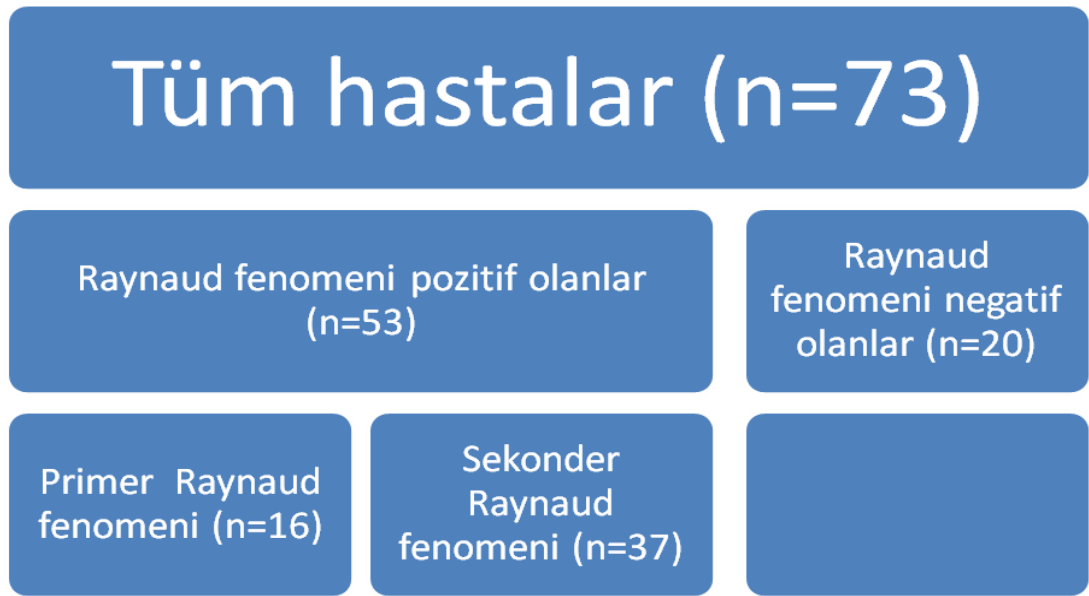 Tüm hastalar (n=73)
Raynaud fenomeni pozitif olanlar
(n=53)
Raynaud
fenomeni negatif
olanlar (n=20)
Primer Raynaud
fenomeni (n=16)
Sekonder
Raynaud
fenomeni (n=37)